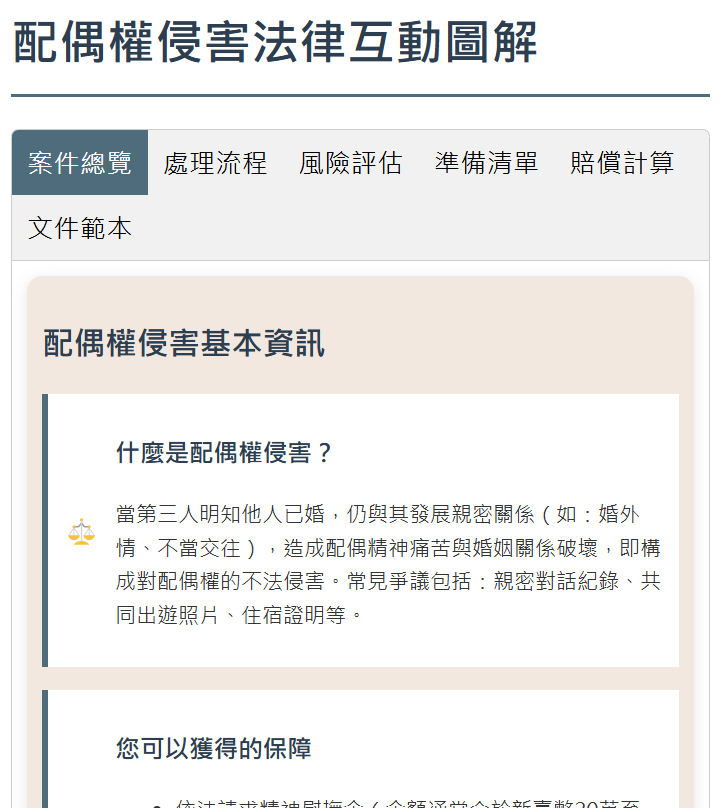 配偶權侵害法律互動圖解
案件總覽 處理流程 風險評估 準備清單 賠償計算
文件範本
配偶權侵害基本資訊
什麼是配偶權侵害？
當第三人明知他人已婚，仍與其發展親密關係（如：婚外
情、不當交往），造成配偶精神痛苦與婚姻關係破壞，即構
成對配偶權的不法侵害。常見爭議包括：親密對話紀錄、共
同出遊照片、住宿證明等。
您可以獲得的保障